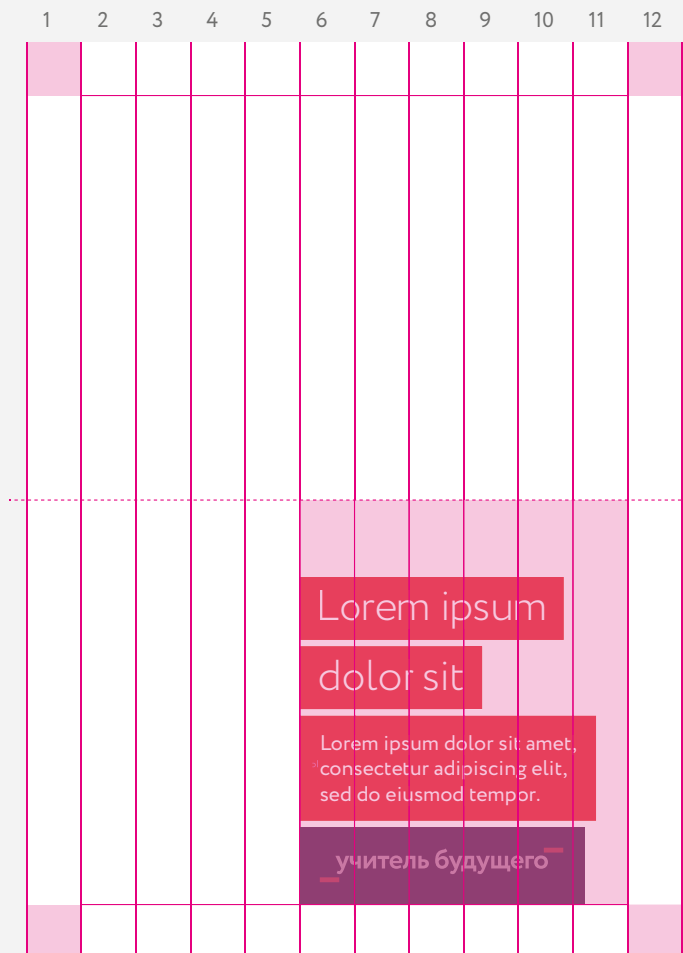 1 2 3 4 5 6 7 8 9 10 11 12
Lorem ipsum
dolor sit
Lorem ipsum dolor sit amet,
consectetur adipiscing elit,
sed do eiusmod tempor.
учитель будущего